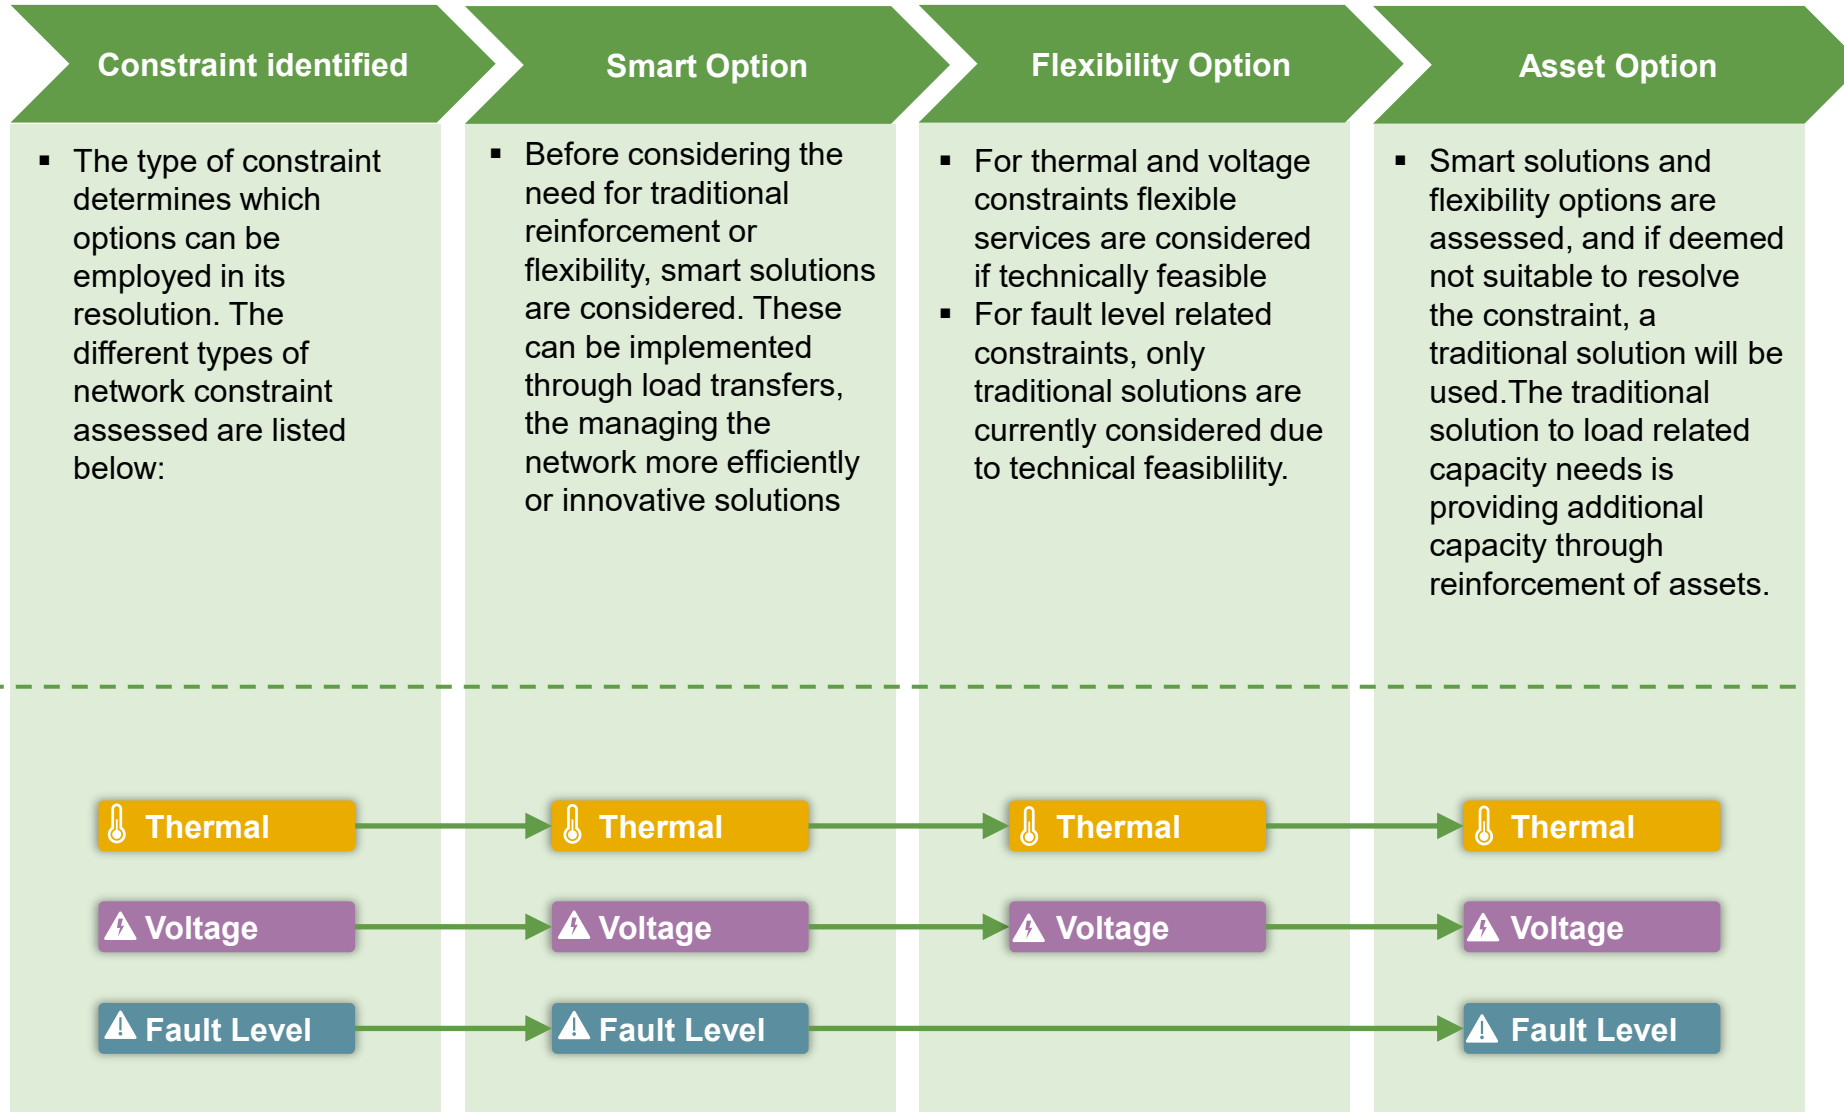 Constraint identified
Smart Option
Flexibility Option
Asset Option
▪ The type of constraint
determines which
options can be
employed in its
resolution. The
different types of
network constraint
assessed are listed
below:
▪ Before considering the
need for traditional
reinforcement or
flexibility, smart solutions
are considered. These
can be implemented
through load transfers,
the managing the
network more efficiently
or innovative solutions
▪ For thermal and voltage
constraints flexible
services are considered
if technically feasible
▪ For fault level related
constraints, only
traditional solutions are
currently considered due
to technical feasiblility.
▪ Smart solutions and
flexibility options are
assessed, and if deemed
not suitable to resolve
the constraint, a
traditional solution will be
used.The traditional
solution to load related
capacity needs is
providing additional
capacity through
reinforcement of assets.
Thermal
Thermal
Thermal
Thermal
Voltage
Voltage
Voltage
Voltage
Fault Level
Fault Level
Fault Level